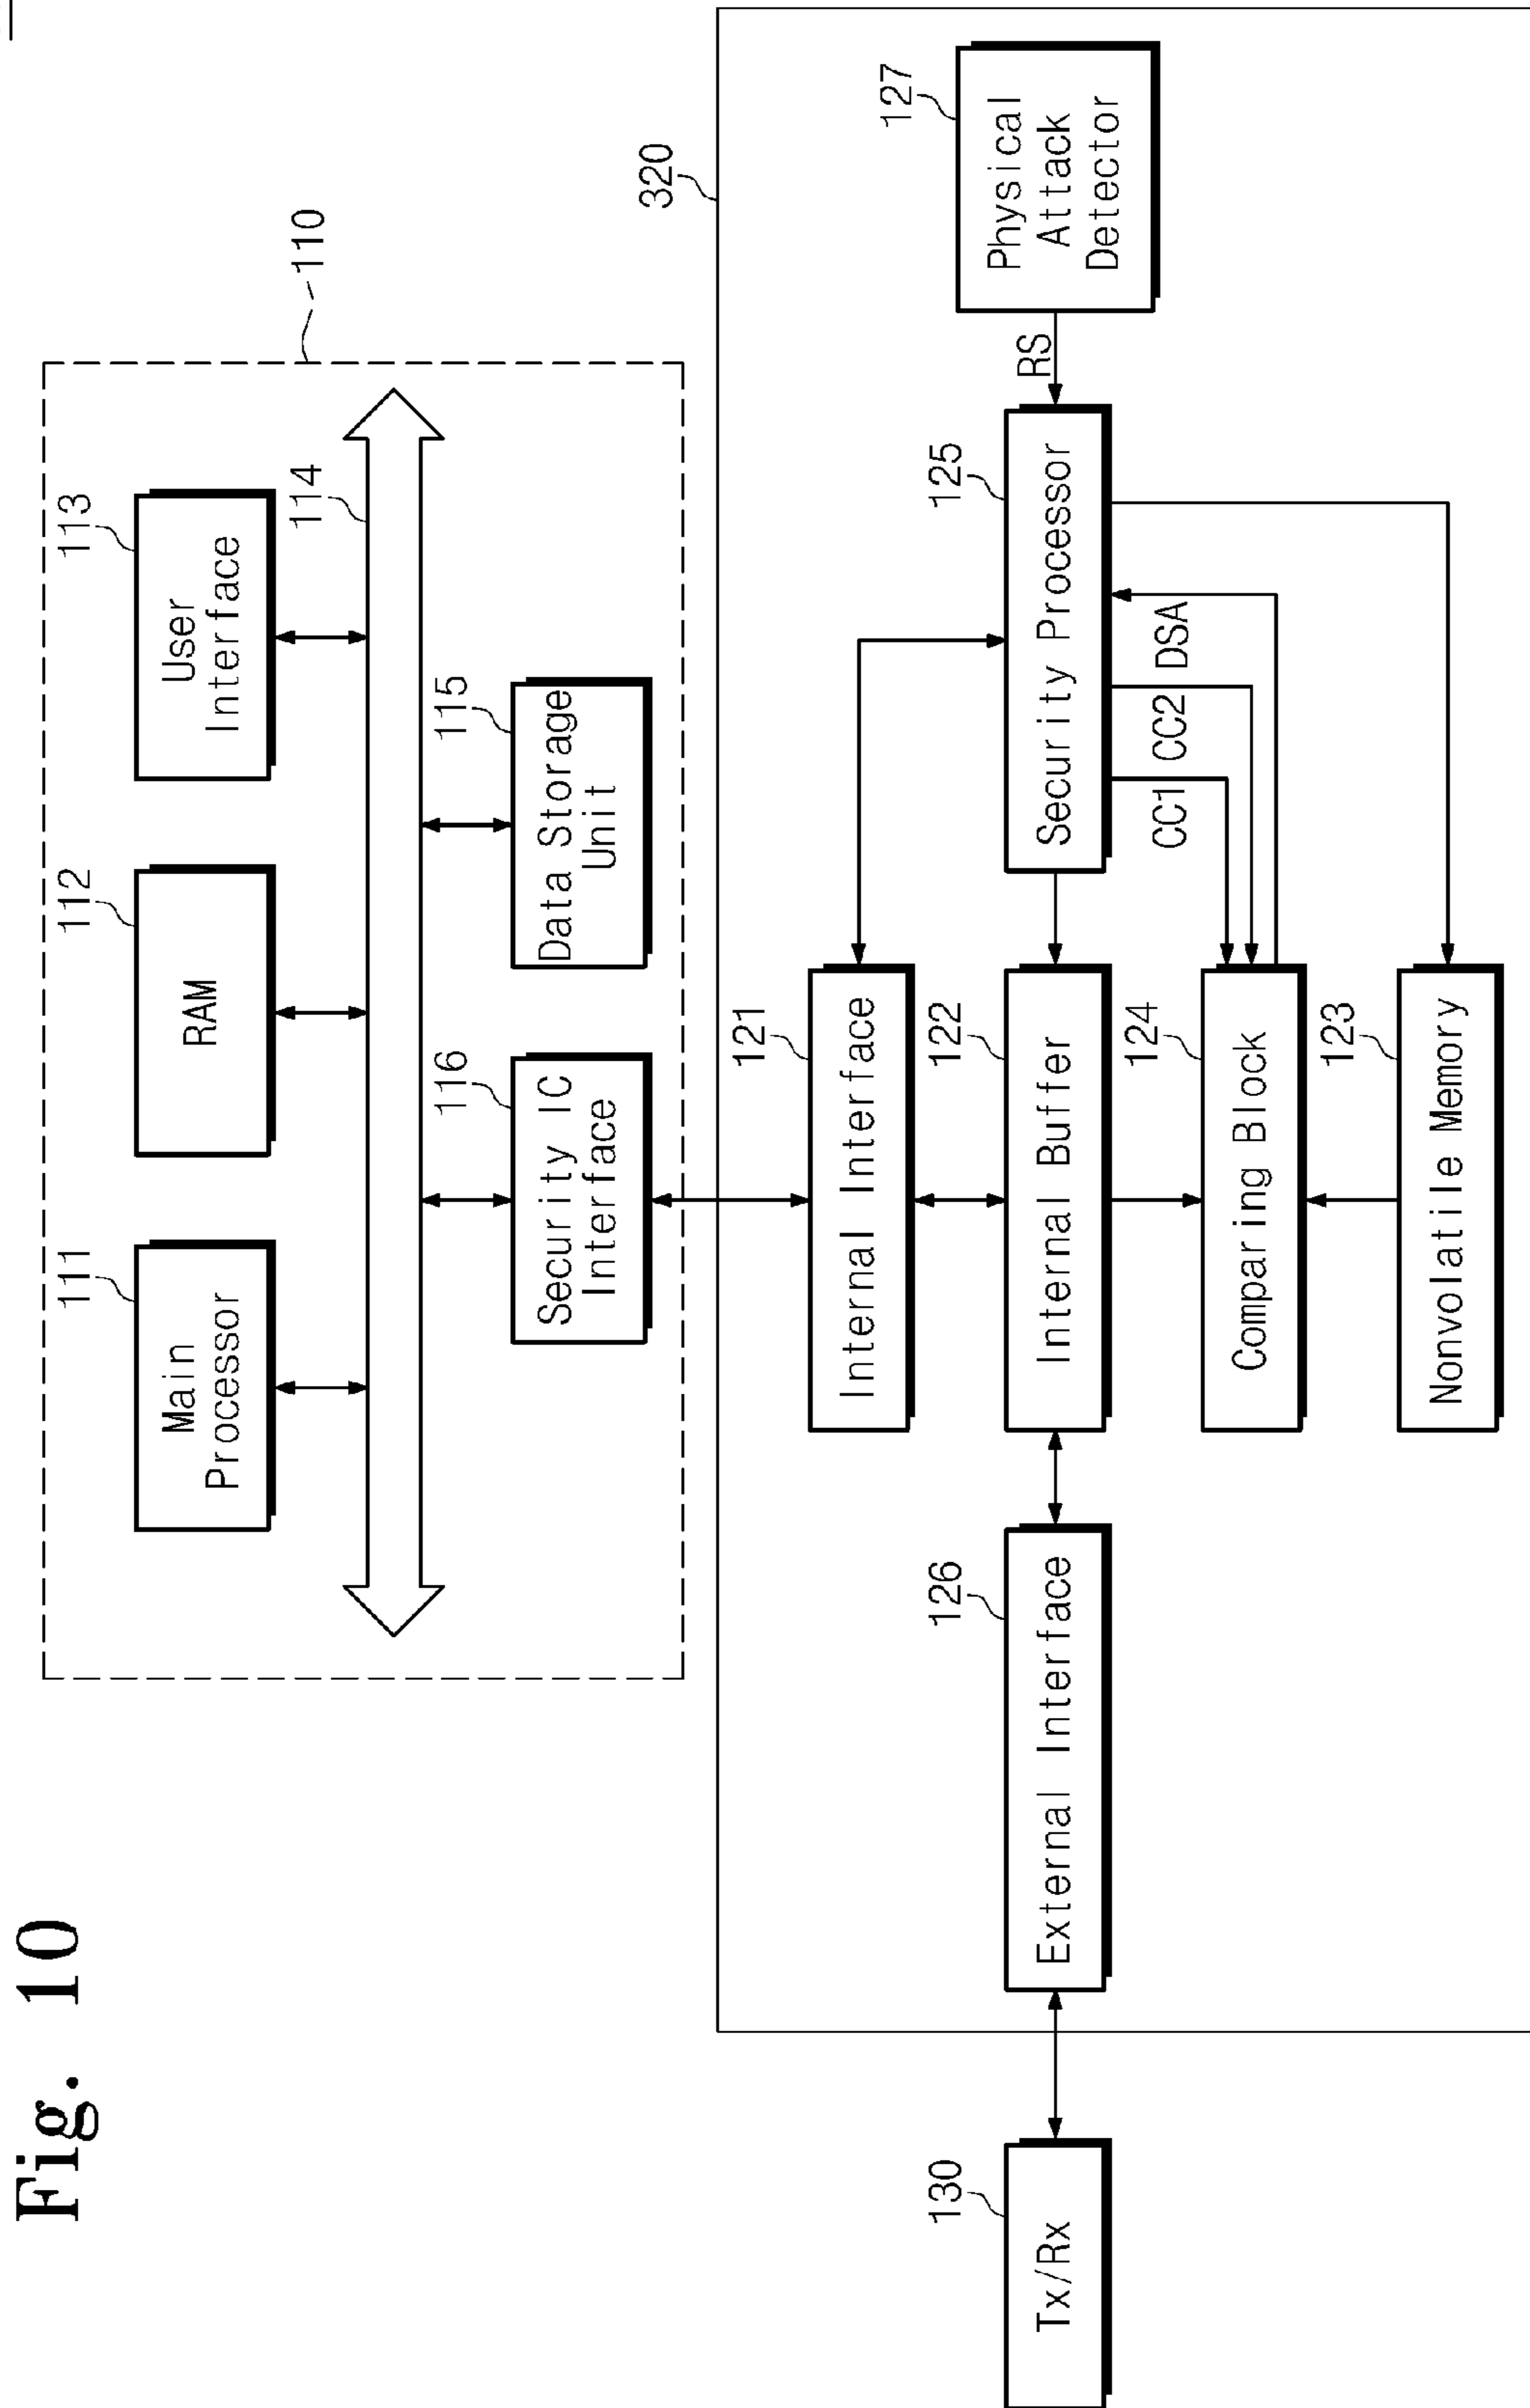 Fig. 10
110
111
Main
Processor
112
RAM
113
User
Interface
114
116
Security IC
Interface
115
Data Storage
Unit
320
121
Internal Interface
130
Tx/Rx
126
External Interface
122
Internal Buffer
125
Security Processor
RS
127
Physical
Attack
Detector
CC1
CC2
DSA
124
Comparing Block
123
Nonvolatile Memory